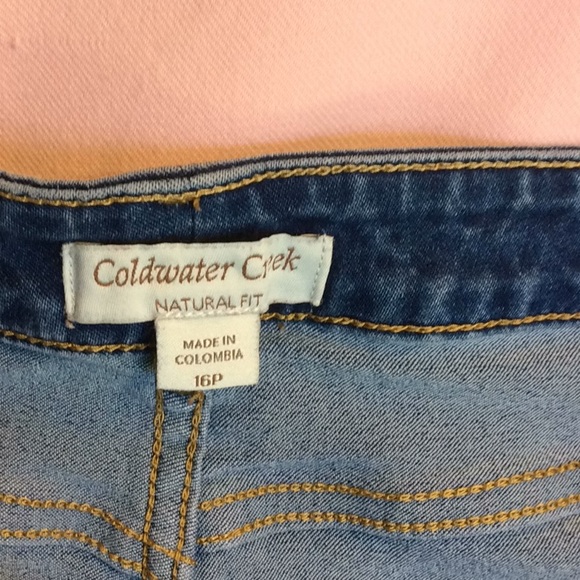 Coldwater Creek
NATURAL FIT
MADE IN
COLOMBIA
16P